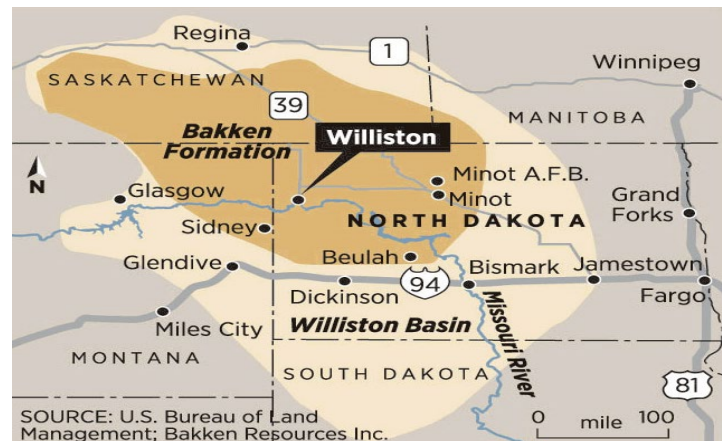 Regina
1
Winnipeg
SASKATCHEWAN
39
MANITOBA
Bakken
Formation
Williston
N
Minot A.F.B.
Glasgow
Minot
Grand
Forks
NORTH DAKOTA
Sidney
Beulah
Glendive
94
Bismark
Jamestown
Dickinson
Fargo
Miles City
Williston Basin
Missouri River
MONTANA
SOUTH DAKOTA
81
SOURCE: U.S. Bureau of Land
Management; Bakken Resources Inc.
0 mile 100